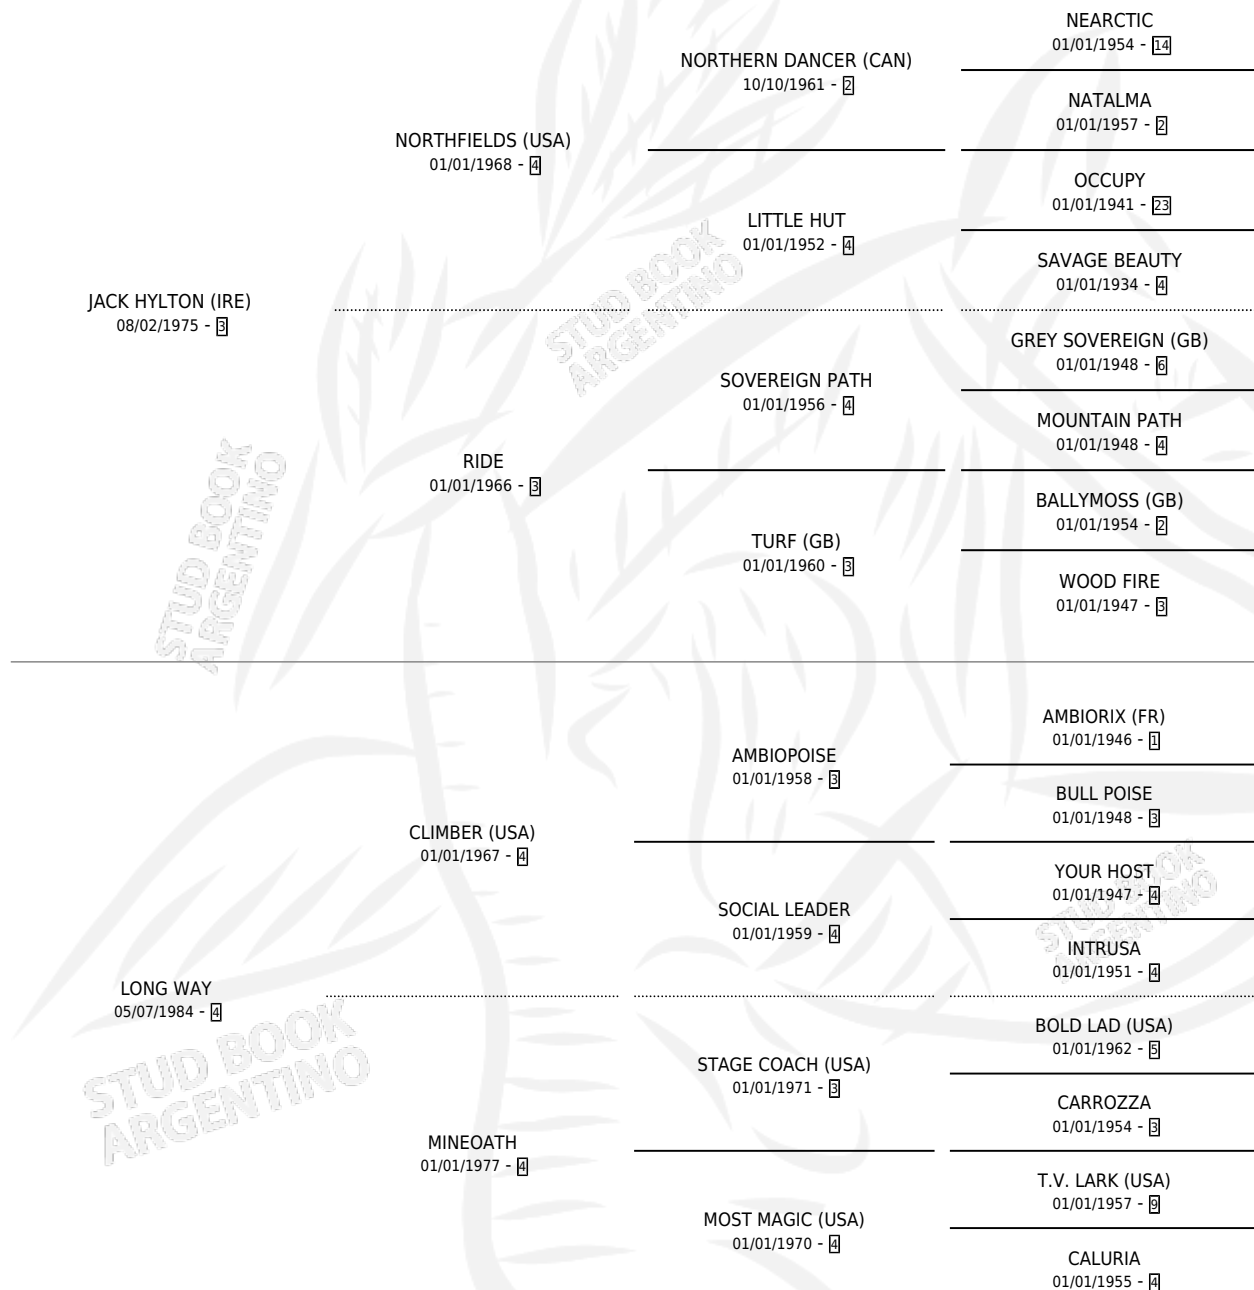 NEARCTIC
01/01/1954 - 14
NORTHERN DANCER (CAN)
10/10/1961 - 2
NATALMA
01/01/1957 - 2
NORTHFIELDS (USA)
01/01/1968 - 4
OCCUPY
01/01/1941 - 23
LITTLE HUT
01/01/1952 - 4
SAVAGE BEAUTY
01/01/1934 - 4
JACK HYLTON (IRE)
08/02/1975 - 3
STUD BOOK
ARGENTINO
GREY SOVEREIGN (GB)
01/01/1948 - 6
SOVEREIGN PATH
01/01/1956 - 4
MOUNTAIN PATH
01/01/1948 - 4
RIDE
01/01/1966 - 3
BALLYMOSS (GB)
01/01/1954 - 2
TURF (GB)
01/01/1960 - 3
WOOD FIRE
01/01/1947 - 3
STUD BOOK
ARGENTINO
AMBIORIX (FR)
01/01/1946 - 1
AMBIOPOISE
01/01/1958 - 3
BULL POISE
01/01/1948 - 3
CLIMBER (USA)
01/01/1967 - 4
YOUR HOST
01/01/1947 - 4
SOCIAL LEADER
01/01/1959 - 4
INTRUSA
01/01/1951 - 4
STUD BOOK
ARGENTINO
LONG WAY
05/07/1984 - 4
BOLD LAD (USA)
01/01/1962 - 5
STAGE COACH (USA)
01/01/1971 - 3
CARROZZA
01/01/1954 - 3
STUD BOOK
ARGENTINO
MINEOATH
01/01/1977 - 4
T.V. LARK (USA)
01/01/1957 - 9
MOST MAGIC (USA)
01/01/1970 - 4
CALURIA
01/01/1955 - 4